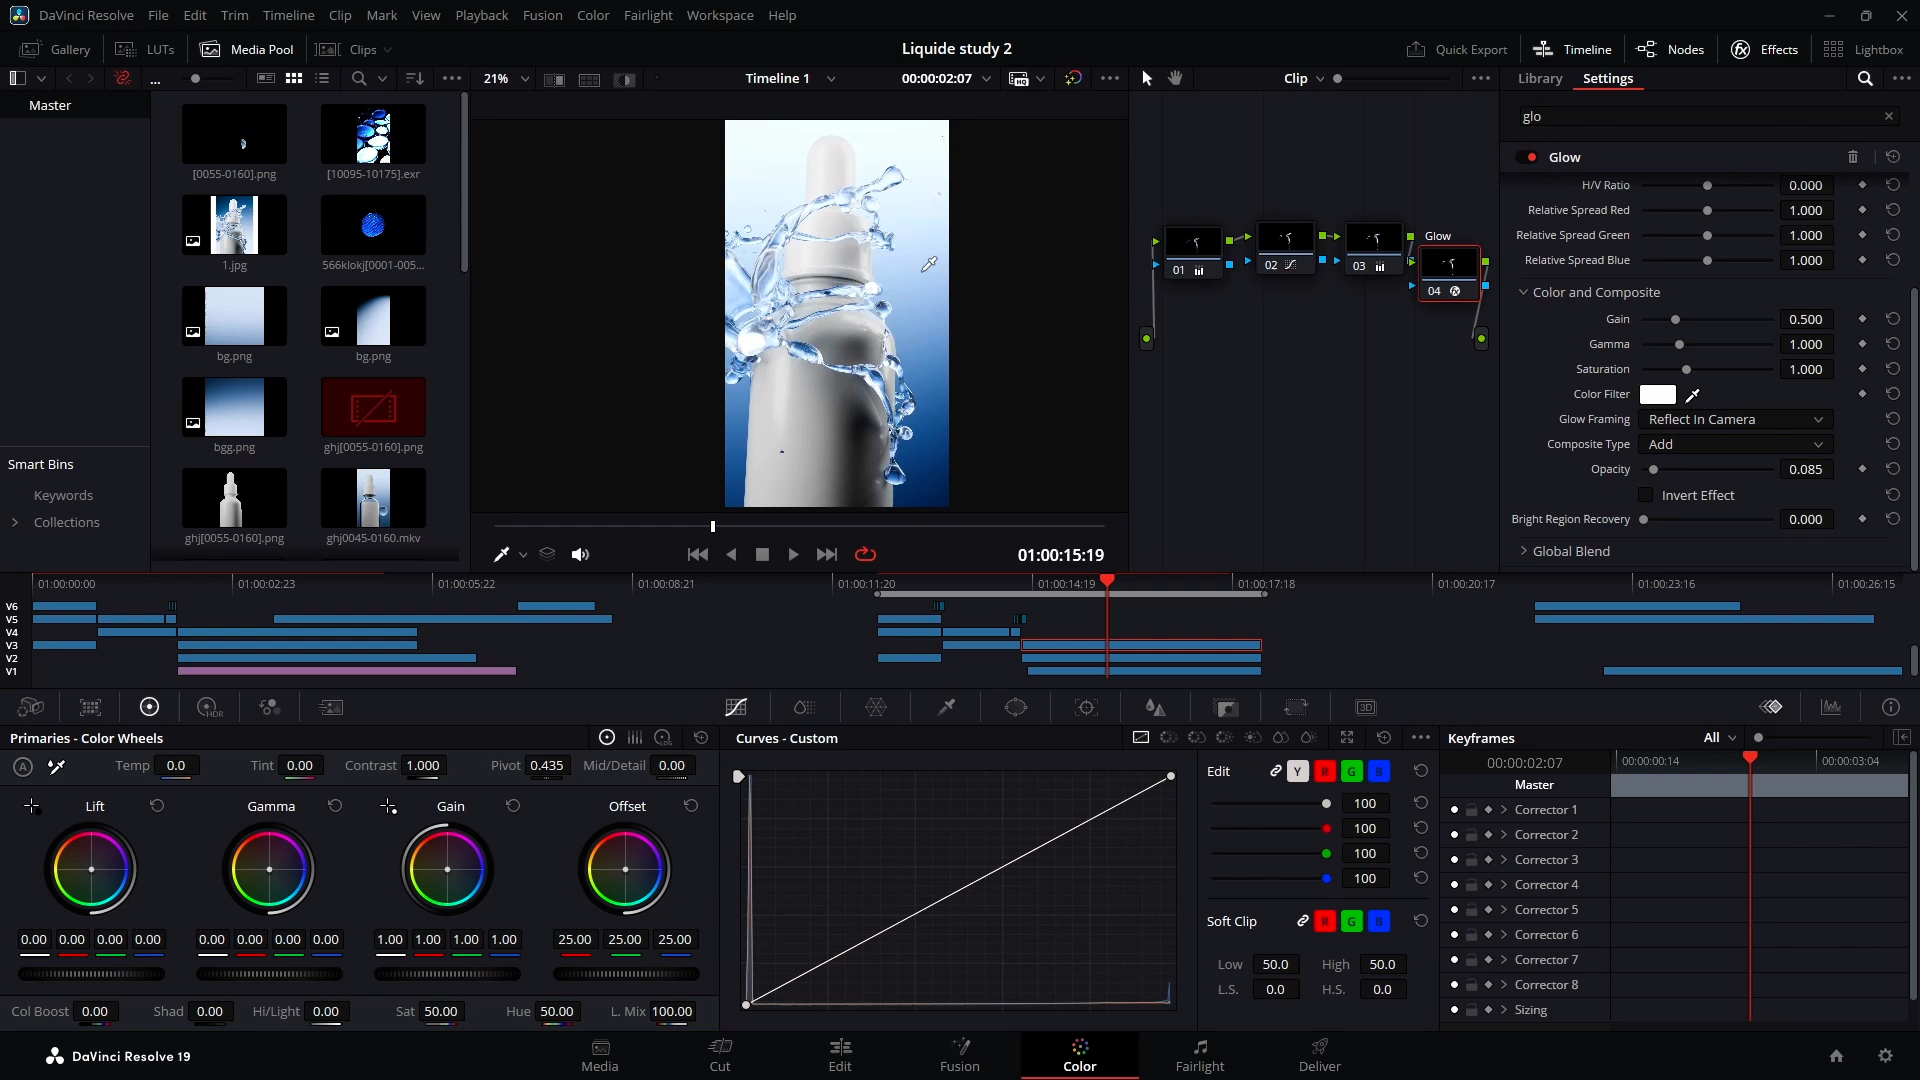 DaVinci Resolve File Edit Trim Timeline Clip Mark View Playback Fusion Color Fairlight Workspace Help
Gallery LUTs Media Pool Clips Liquide study 2 Quick Export Timeline Nodes Effects Lightbox
... 21% Timeline 1 00:00:02:07 HQ Clip Library Settings
Master
[0055-0160].png [10095-10175].exr
1.jpg 566klokj[0001-005...
bg.png bg.png
bgg.png ghj[0055-0160].png
ghj[0055-0160].png ghj0045-0160.mkv
Smart Bins
Keywords
Collections
01:00:15:19
01 02 03 Glow
04
glo
Glow
H/V Ratio 0.000
Relative Spread Red 1.000
Relative Spread Green 1.000
Relative Spread Blue 1.000
Color and Composite
Gain 0.500
Gamma 1.000
Saturation 1.000
Color Filter
Glow Framing Reflect In Camera
Composite Type Add
Opacity 0.085
Invert Effect
Bright Region Recovery 0.000
Global Blend
01:00:00:00 01:00:02:23 01:00:05:22 01:00:08:21 01:00:11:20 01:00:14:19 01:00:17:18 01:00:20:17 01:00:23:16 01:00:26:15
V6
V5
V4
V3
V2
V1
HDR 3D
Primaries - Color Wheels LOG
A Temp 0.0 Tint 0.00 Contrast 1.000 Pivot 0.435 Mid/Detail 0.00
Lift Gamma Gain Offset
0.00 0.00 0.00 0.00 0.00 0.00 0.00 0.00 1.00 1.00 1.00 1.00 25.00 25.00 25.00
Col Boost 0.00 Shad 0.00 Hi/Light 0.00 Sat 50.00 Hue 50.00 L. Mix 100.00
Curves - Custom
Edit Y R G B
100
100
100
100
Soft Clip R G B
Low 50.0 High 50.0
L.S. 0.0 H.S. 0.0
Keyframes All
00:00:02:07 00:00:00:14 00:00:03:04
Master
Corrector 1
Corrector 2
Corrector 3
Corrector 4
Corrector 5
Corrector 6
Corrector 7
Corrector 8
Sizing
DaVinci Resolve 19 Media Cut Edit Fusion Color Fairlight Deliver